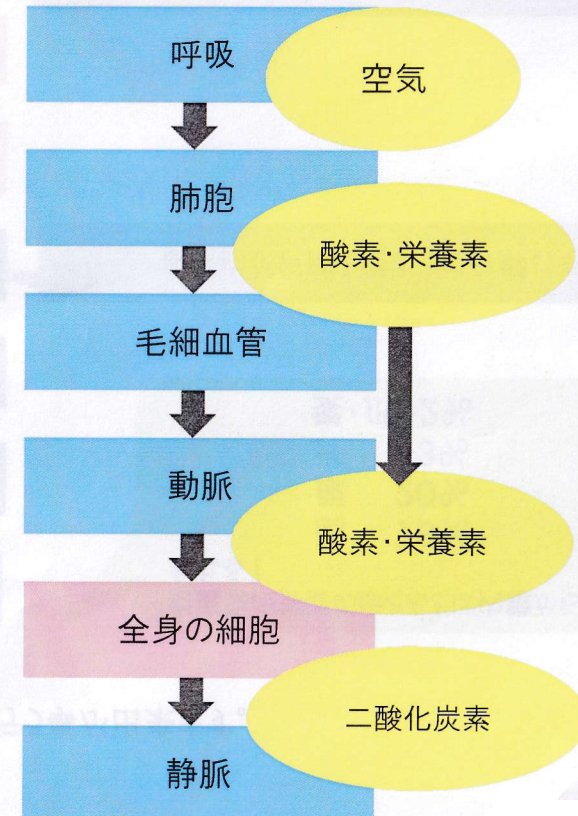 呼吸
空気
肺胞
酸素・栄養素
毛細血管
動脈
酸素・栄養素
全身の細胞
二酸化炭素
静脈